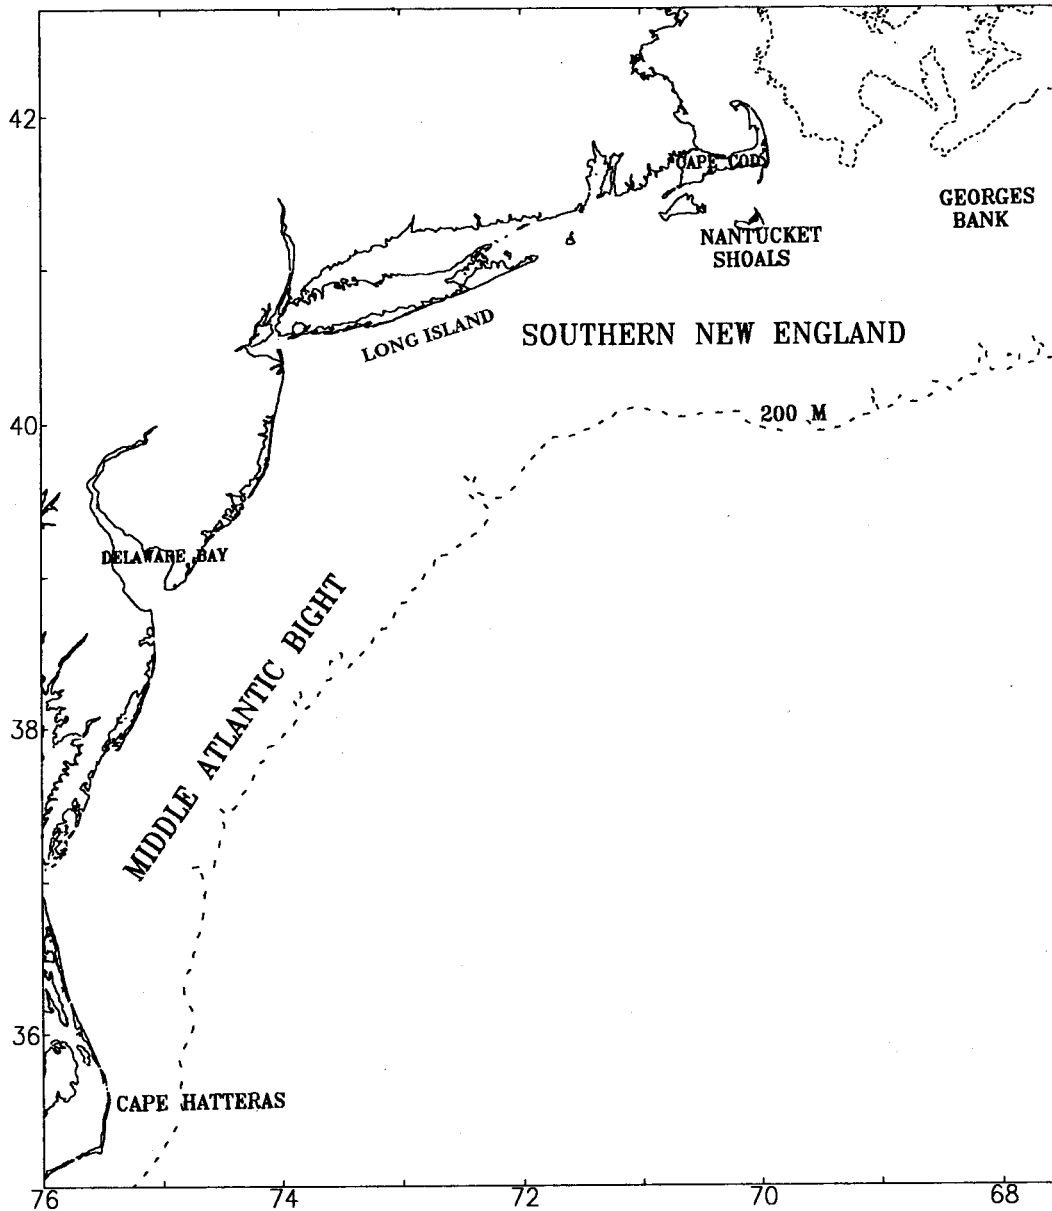 42
CAPE COD
GEORGES
BANK
NANTUCKET
SHOALS
LONG ISLAND
SOUTHERN NEW ENGLAND
200 M
40
DELAWARE BAY
MIDDLE ATLANTIC BIGHT
38
36
CAPE HATTERAS
76 74 72 70 68